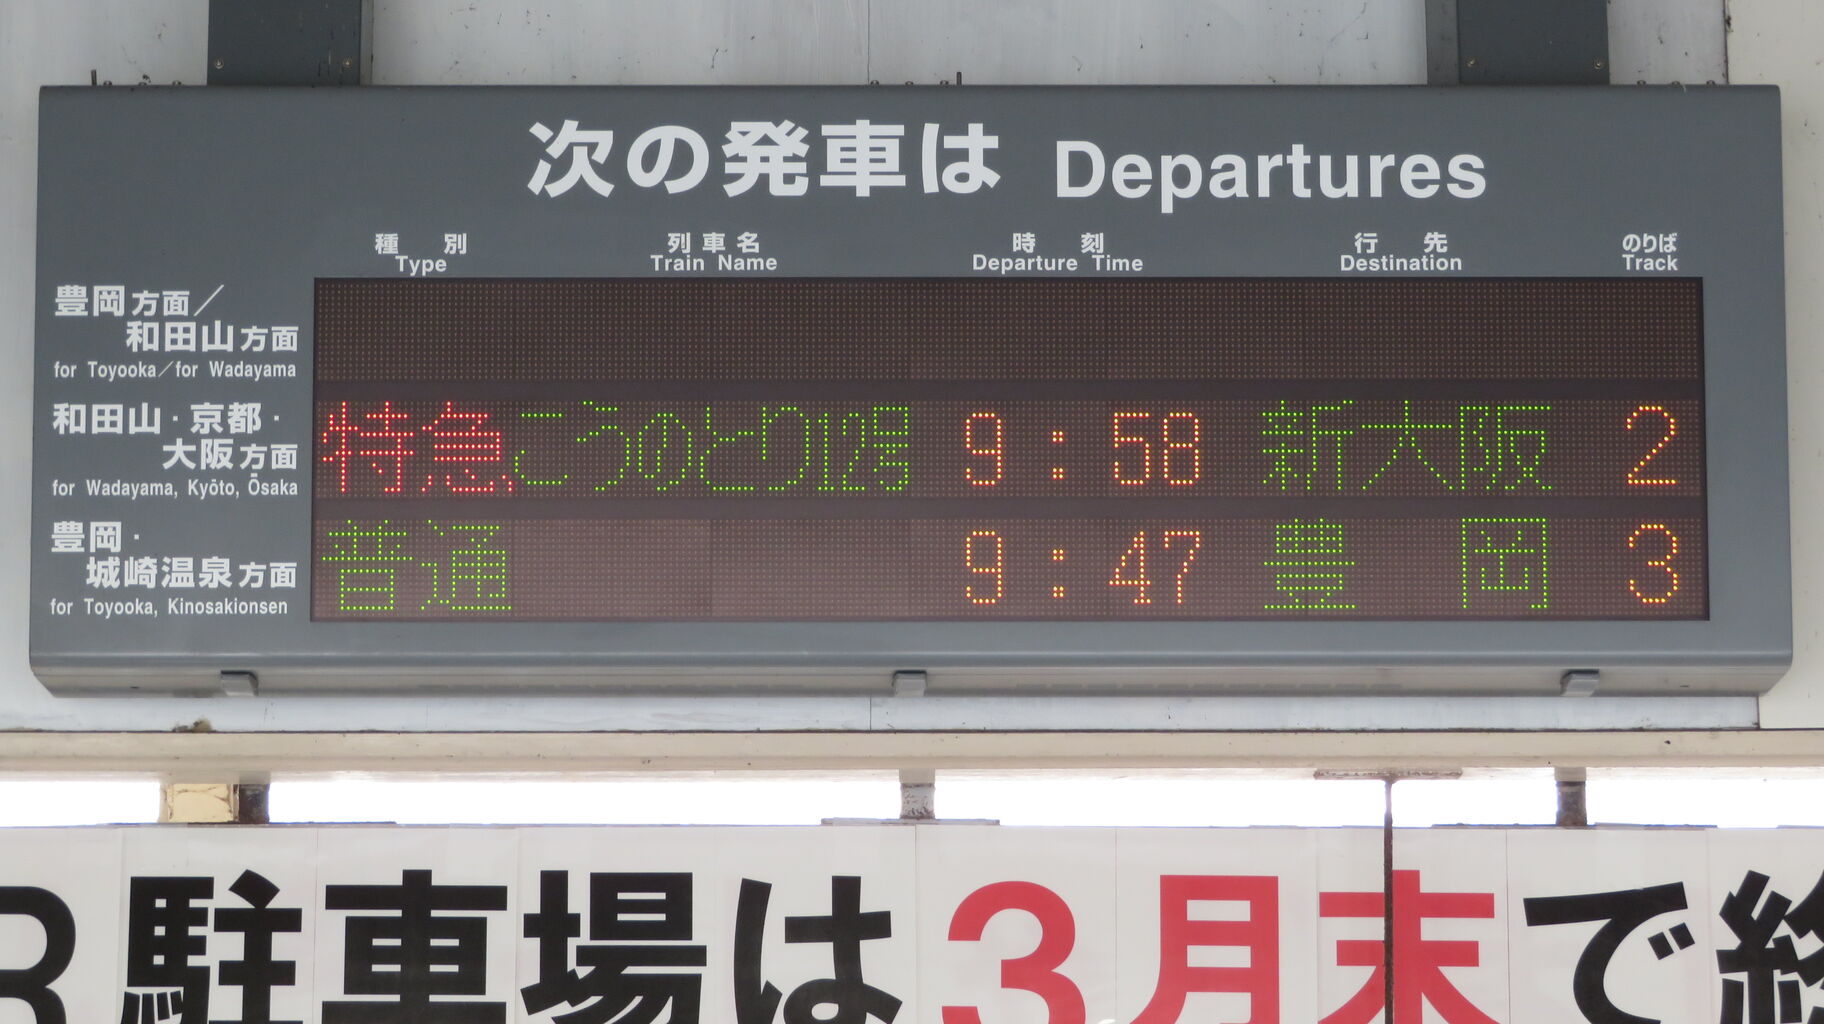 次の発車は Departures
種別 列車名 時刻 行先 のりば
Type Train Name Departure Time Destination Track
豊岡方面／
和田山方面
for Toyooka／for Wadayama
和田山・京都・
大阪方面
for Wadayama, Kyōto, Ōsaka
特急 こうのとり12号 9:58 新大阪 2
豊岡・
城崎温泉方面
for Toyooka, Kinosakionsen
普通 9:47 豊岡 3
駐車場は3月末で